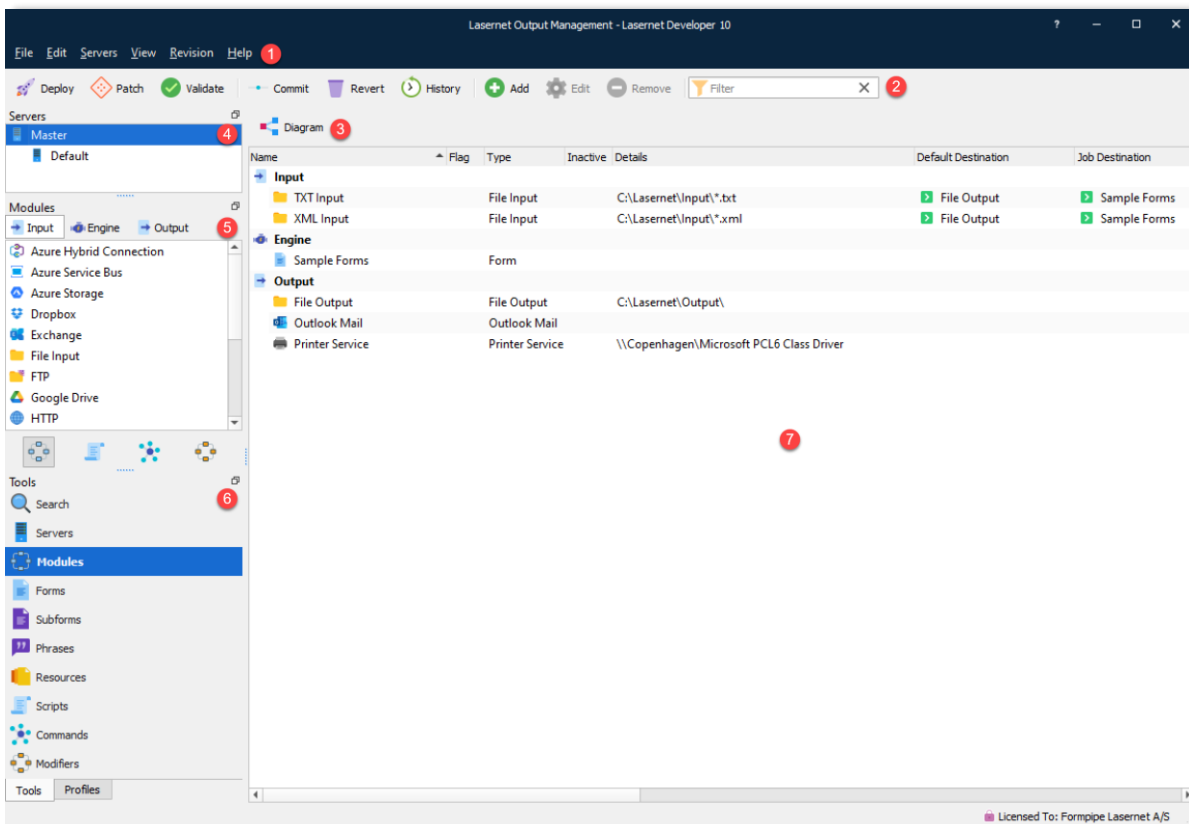 Lasernet Output Management - Lasernet Developer 10 ?
File Edit Servers View Revision Help 1
Deploy Patch Validate Commit Revert History Add Edit Remove Filter 2
Servers
Master 4
Default
Modules
Input Engine Output 5
Azure Hybrid Connection
Azure Service Bus
Azure Storage
Dropbox
Exchange
File Input
FTP
Google Drive
HTTP
Tools
6
Search
Servers
Modules
Forms
Subforms
Phrases
Resources
Scripts
Commands
Modifiers
Tools Profiles
Diagram 3
Name Flag Type Inactive Details Default Destination Job Destination
Input
TXT Input File Input C:\Lasernet\Input\*.txt File Output Sample Forms
XML Input File Input C:\Lasernet\Input\*.xml File Output Sample Forms
Engine
Sample Forms Form
Output
File Output File Output C:\Lasernet\Output\
Outlook Mail Outlook Mail
Printer Service Printer Service \\Copenhagen\Microsoft PCL6 Class Driver
7
Licensed To: Formpipe Lasernet A/S